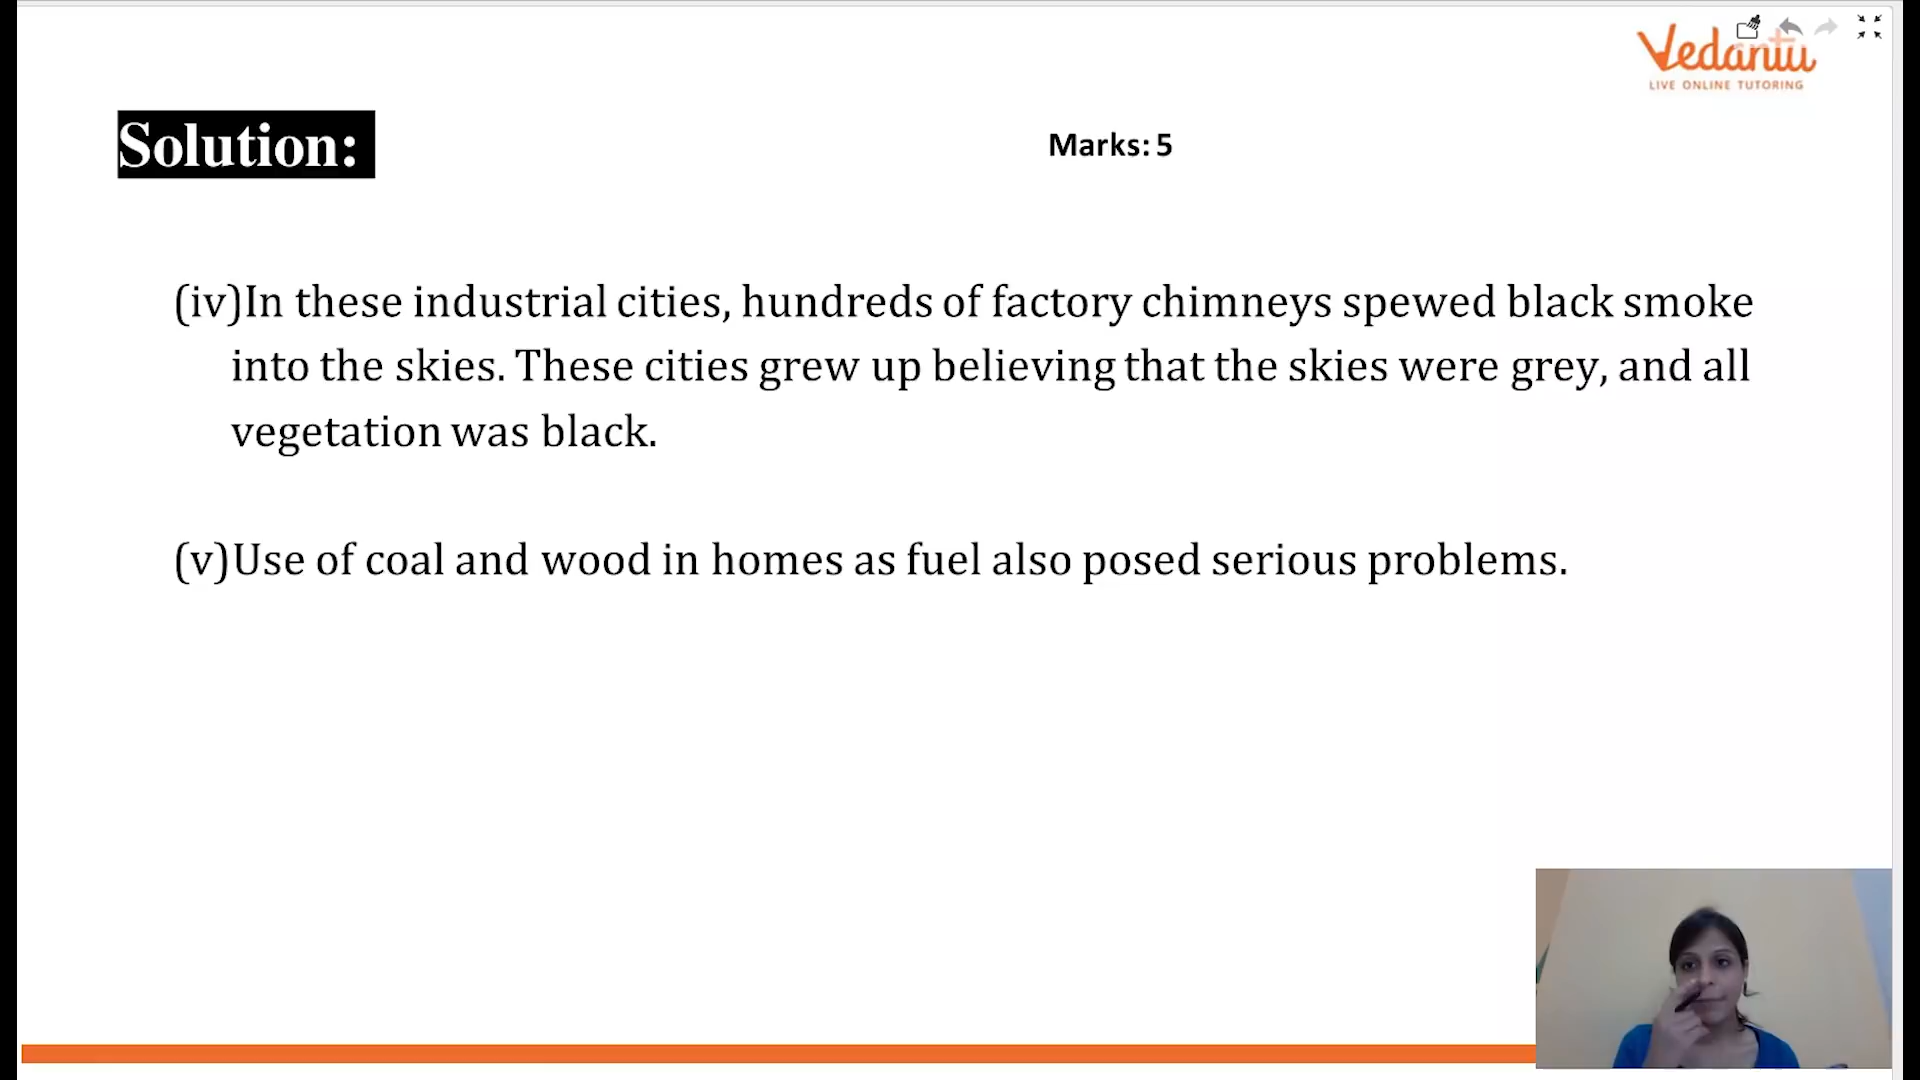 Vedantu
LIVE ONLINE TUTORING
Solution:
Marks: 5
(iv)In these industrial cities, hundreds of factory chimneys spewed black smoke
into the skies. These cities grew up believing that the skies were grey, and all
vegetation was black.
(v)Use of coal and wood in homes as fuel also posed serious problems.